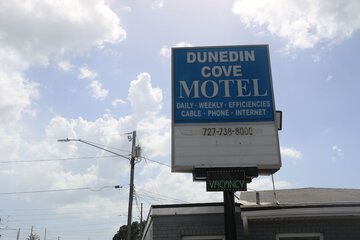 DUNEDIN
COVE
MOTEL
DAILY · WEEKLY · EFFICIENCIES
CABLE · PHONE · INTERNET
727-738-8000
VACANCY